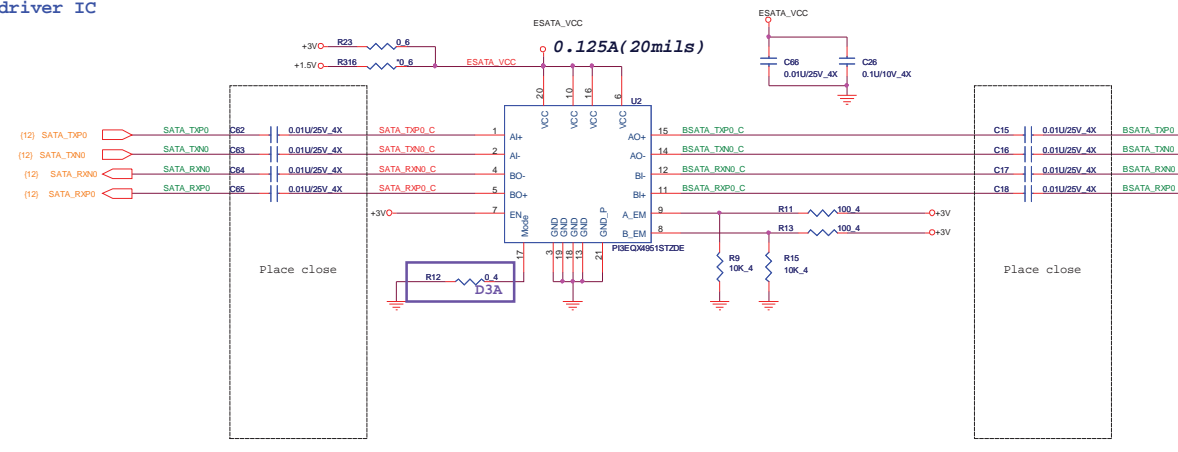 driver IC
ESATA_VCC
ESATA_VCC
+3V R23 0_6
0.125A(20mils)
+1.5V R316 *0_6 ESATA_VCC
C66
0.01U/25V_4X
C26
0.1U/10V_4X
20 10 16 6
U2
VCC VCC VCC VCC
(12) SATA_TXP0 SATA_TXP0 C62 0.01U/25V_4X SATA_TXP0_C 1 AI+ AO+ 15 BSATA_TXP0_C C15 0.01U/25V_4X BSATA_TXP0
(12) SATA_TXN0 SATA_TXN0 C63 0.01U/25V_4X SATA_TXN0_C 2 AI- AO- 14 BSATA_TXN0_C C16 0.01U/25V_4X BSATA_TXN0
(12) SATA_RXN0 SATA_RXN0 C64 0.01U/25V_4X SATA_RXN0_C 4 BO- BI- 12 BSATA_RXN0_C C17 0.01U/25V_4X BSATA_RXN0
(12) SATA_RXP0 SATA_RXP0 C65 0.01U/25V_4X SATA_RXP0_C 5 BO+ BI+ 11 BSATA_RXP0_C C18 0.01U/25V_4X BSATA_RXP0
+3V 7 EN A_EM 9 R11 100_4 +3V
B_EM 8 R13 100_4 +3V
Mode GND GND GND GND GND_P
PI3EQX4951STZDE
17 3 19 18 13 21
R9
10K_4
R15
10K_4
Place close
Place close
R12 0_4
D3A